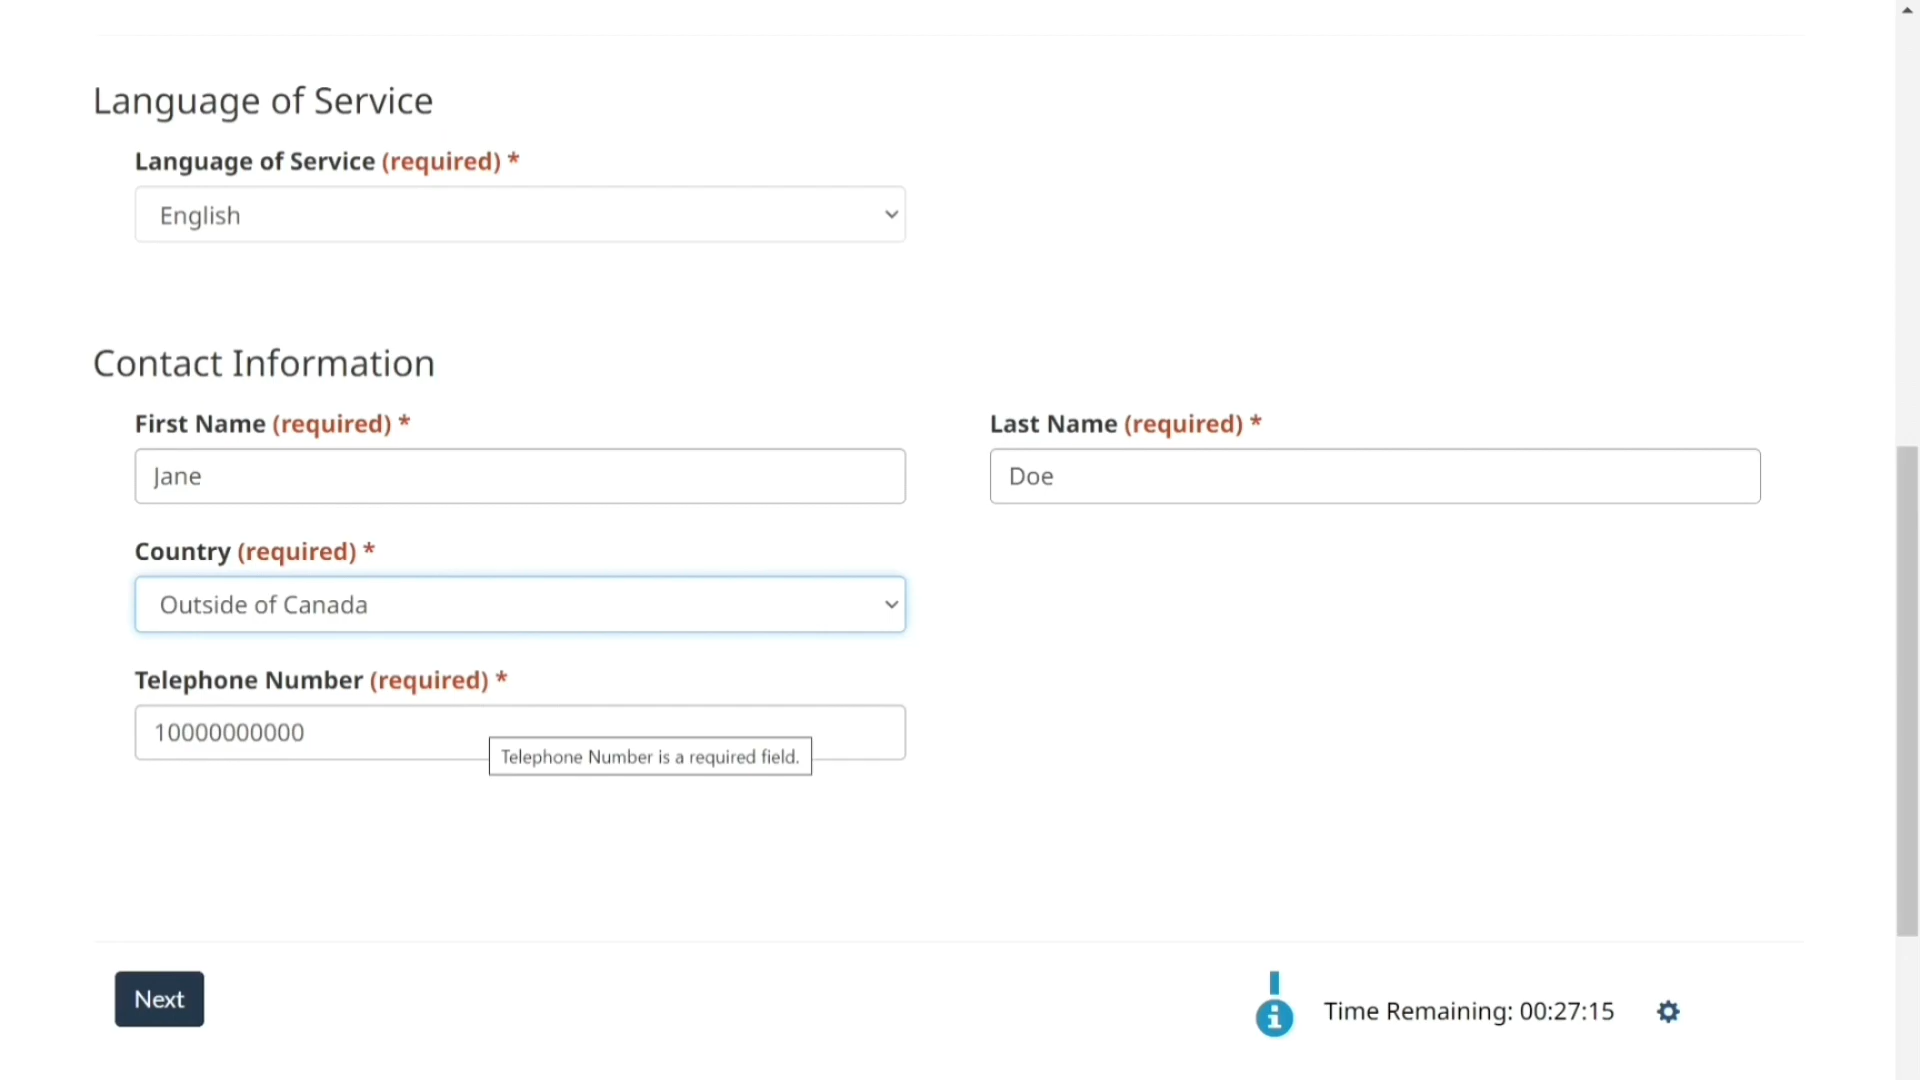 Language of Service
Language of Service (required) *
English
Contact Information
First Name (required) *
Last Name (required) *
Jane
Doe
Country (required) *
Outside of Canada
Telephone Number (required) *
10000000000
Telephone Number is a required field.
Next
Time Remaining: 00:27:15